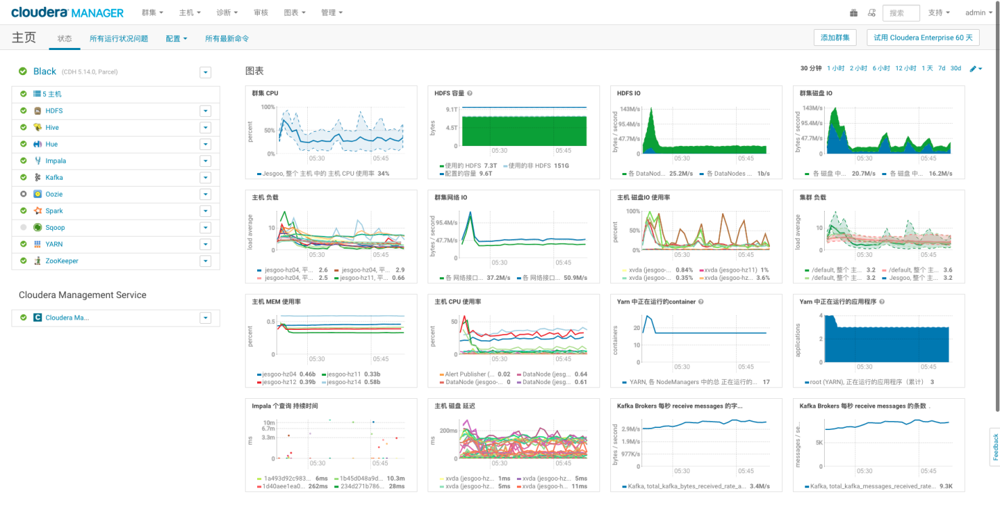 cloudera MANAGER 群集 主机 诊断 审核 图表 管理 搜索 支持 admin
主页 状态 所有运行状况问题 配置 所有最新命令 添加群集 试用 Cloudera Enterprise 60 天
Black (CDH 5.14.0, Parcel)
5 主机
HDFS
Hive
Hue
Impala
Kafka
Oozie
Spark
Sqoop
YARN
ZooKeeper
Cloudera Management Service
Cloudera Ma...
图表 30 分钟 1 小时 2 小时 6 小时 12 小时 1 天 7d 30d
群集 CPU
percent
100%
50%
0%
05:30 05:45
Jesgoo, 整个 主机 中的 主机 CPU 使用率 34%
HDFS 容量
bytes
9.1T
4.5T
0
05:30 05:45
使用的 HDFS 7.3T 使用的非 HDFS 151G
配置的容量 9.6T
HDFS IO
bytes / second
143M/s
95.4M/s
47.7M/s
0
05:30 05:45
各 DataNod... 25.2M/s 各 DataNodes ... 1b/s
群集磁盘 IO
bytes / second
143M/s
95.4M/s
47.7M/s
0
05:30 05:45
各 磁盘 中... 20.7M/s 各 磁盘 中... 16.2M/s
主机 负载
load average
10
0
05:30 05:45
jesgoo-hz04, 平... 2.6 jesgoo-hz04, 平... 2.9
jesgoo-hz04, 平... 2.5 jesgoo-hz11, 平... 0.66
群集网络 IO
bytes / second
95.4M/s
47.7M/s
0
05:30 05:45
各 网络接口... 37.2M/s 各 网络接口... 50.9M/s
主机 磁盘IO 使用率
percent
100%
50%
0%
05:30 05:45
xvda (jesgoo-... 0.84% xvda (jesgoo-hz11) 1%
xvda (jesgoo-... 0.35% xvda (jesgoo-hz... 3.6%
集群 负载
load average
10
0
05:30 05:45
/default, 整个 主... 3.2 /default, 整个 主... 3.6
/default, 整个 主... 3.2 Jesgoo, 整个 主... 3.2
主机 MEM 使用率
percent
0.5
0
05:30 05:45
jesgoo-hz04 0.46b jesgoo-hz11 0.33b
jesgoo-hz12 0.39b jesgoo-hz14 0.58b
主机 CPU 使用率
percent
50
0
05:30 05:45
Alert Publisher (... 0.02 DataNode (jesg... 0.64
DataNode (jesgoo-... 0 DataNode (jesg... 0.61
Yarn 中正在运行的container
containers
20
10
0
05:30 05:45
YARN, 各 NodeManagers 中的总 正在运行的... 17
Yarn 中正在运行的应用程序
applications
4
2
0
05:30 05:45
root (YARN), 正在运行的应用程序（累计） 3
Impala 个查询 持续时间
ms
10m
6.7m
3.3m
0
05:30 05:45
1a493d92c983... 6ms 1b45d048a9d... 10.3m
1d40aee1ea0... 262ms 234d271b786... 28ms
主机 磁盘 延迟
ms
200ms
0
05:30 05:45
xvda (jesgoo-hz... 1ms xvda (jesgoo-hz... 5ms
xvda (jesgoo-hz... 5ms xvda (jesgoo-h... 11ms
Kafka Brokers 每秒 receive messages 的字...
bytes / second
2.9M/s
1.9M/s
977K/s
0
05:30 05:45
Kafka, total_kafka_bytes_received_rate_a... 3.4M/s
Kafka Brokers 每秒 receive messages 的条数 .
messages / se...
5K
0
05:30 05:45
Kafka, total_kafka_messages_received_rate... 9.3K
Feedback